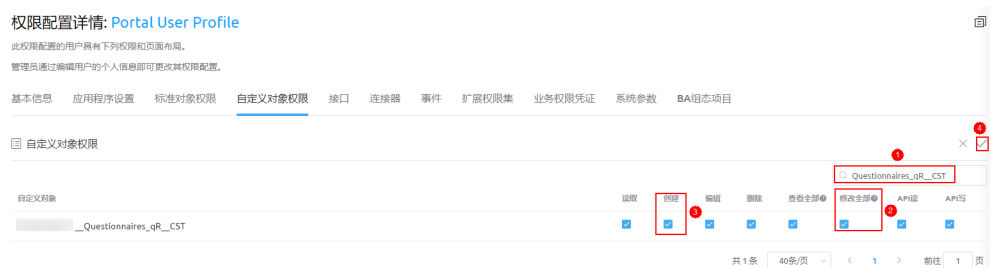 权限配置详情: Portal User Profile
此权限配置的用户具有下列权限和页面布局。
管理员通过编辑用户的个人信息即可更改其权限配置。
基本信息 应用程序设置 标准对象权限 自定义对象权限 接口 连接器 事件 扩展权限集 业务权限凭证 系统参数 BA组态项目
自定义对象权限
4
1
Questionnaires_qR__CST
自定义对象 读取 创建 编辑 删除 查看全部 修改全部 API读 API写
3
2
__Questionnaires_qR__CST
共 1 条 40条/页 < 1 > 前往 1 页